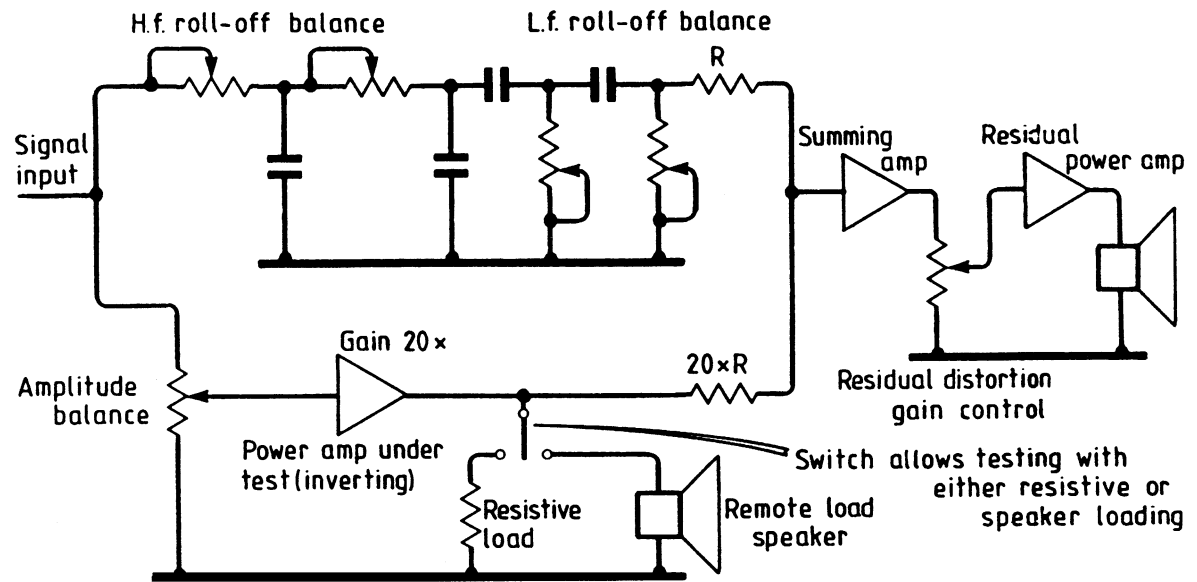 H.f. roll-off balance
L.f. roll-off balance
R
Signal
input
Summing
amp
Residual
power amp
Gain 20×
20×R
Amplitude
balance
Residual distortion
gain control
Power amp under
test (inverting)
Switch allows testing with
either resistive or
speaker loading
Resistive
load
Remote load
speaker